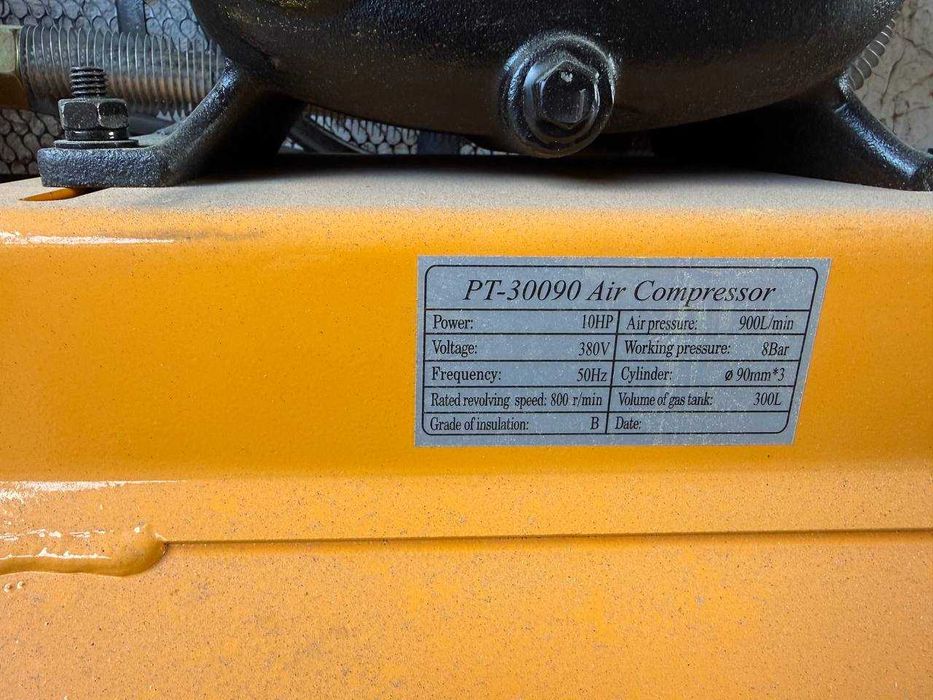 PT-30090 Air Compressor
Power: 10HP Air pressure: 900L/min
Voltage: 380V Working pressure: 8Bar
Frequency: 50Hz Cylinder: ø 90mm*3
Rated revolving speed: 800 r/min Volume of gas tank: 300L
Grade of insulation: B Date: